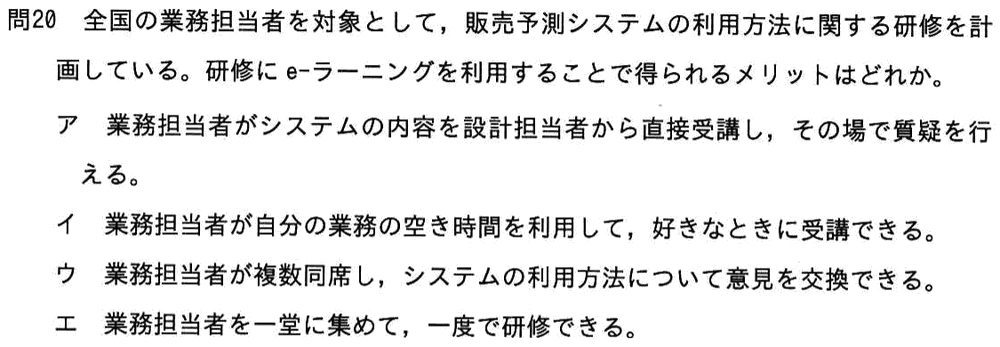 問20 全国の業務担当者を対象として，販売予測システムの利用方法に関する研修を計
画している。研修に e-ラーニングを利用することで得られるメリットはどれか。
ア 業務担当者がシステムの内容を設計担当者から直接受講し，その場で質疑を行
える。
イ 業務担当者が自分の業務の空き時間を利用して，好きなときに受講できる。
ウ 業務担当者が複数同席し，システムの利用方法について意見を交換できる。
エ 業務担当者を一堂に集めて，一度で研修できる。